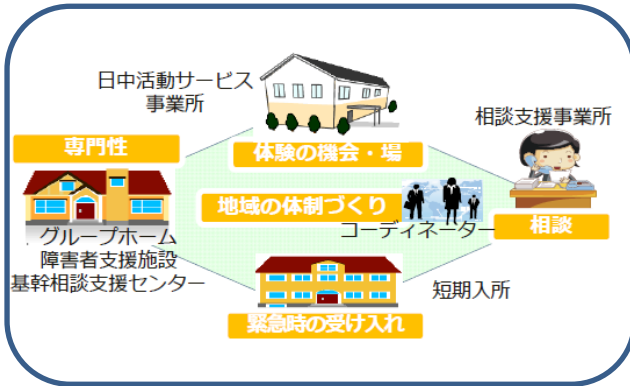 日中活動サービス
事業所
相談支援事業所
専門性
体験の機会・場
地域の体制づくり
コーディネーター
相談
グループホーム
障害者支援施設
基幹相談支援センター
短期入所
緊急時の受け入れ